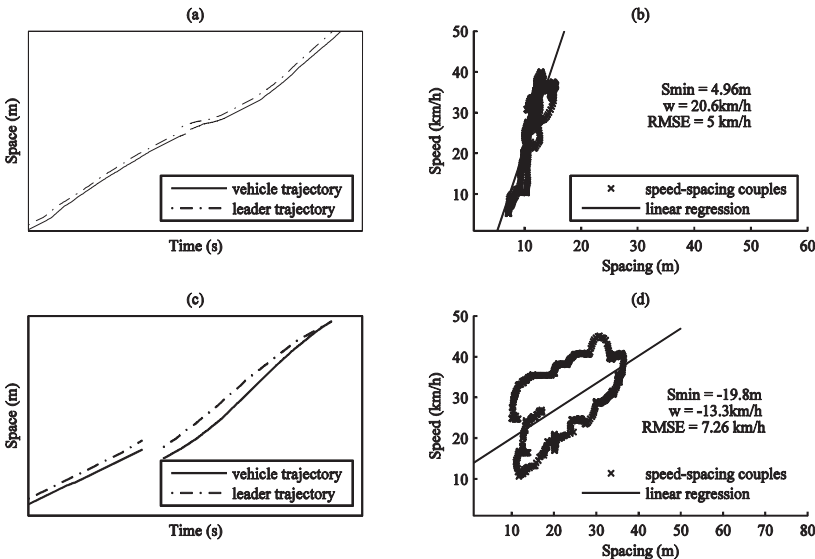 (a)
Space (m)
vehicle trajectory
leader trajectory
Time (s)
(b)
50
40
30
20
10
Speed (km/h)
Smin = 4.96m
w = 20.6km/h
RMSE = 5 km/h
speed-spacing couples
linear regression
10 20 30 40 50 60
Spacing (m)
(c)
Space (m)
vehicle trajectory
leader trajectory
Time (s)
(d)
50
40
30
20
10
Speed (km/h)
Smin = -19.8m
w = -13.3km/h
RMSE = 7.26 km/h
speed-spacing couples
linear regression
10 20 30 40 50 60 70 80
Spacing (m)